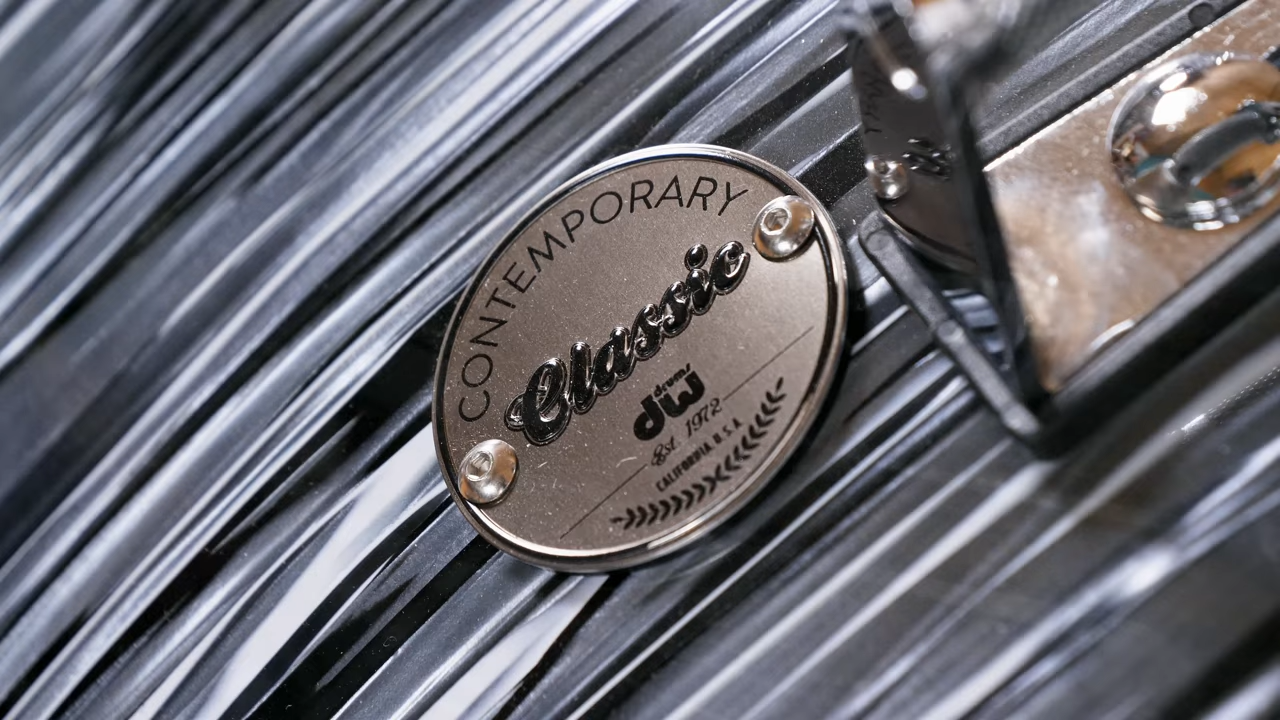 CONTEMPORARY
Classic
drums
dw
Est. 1972
CALIFORNIA, U.S.A.